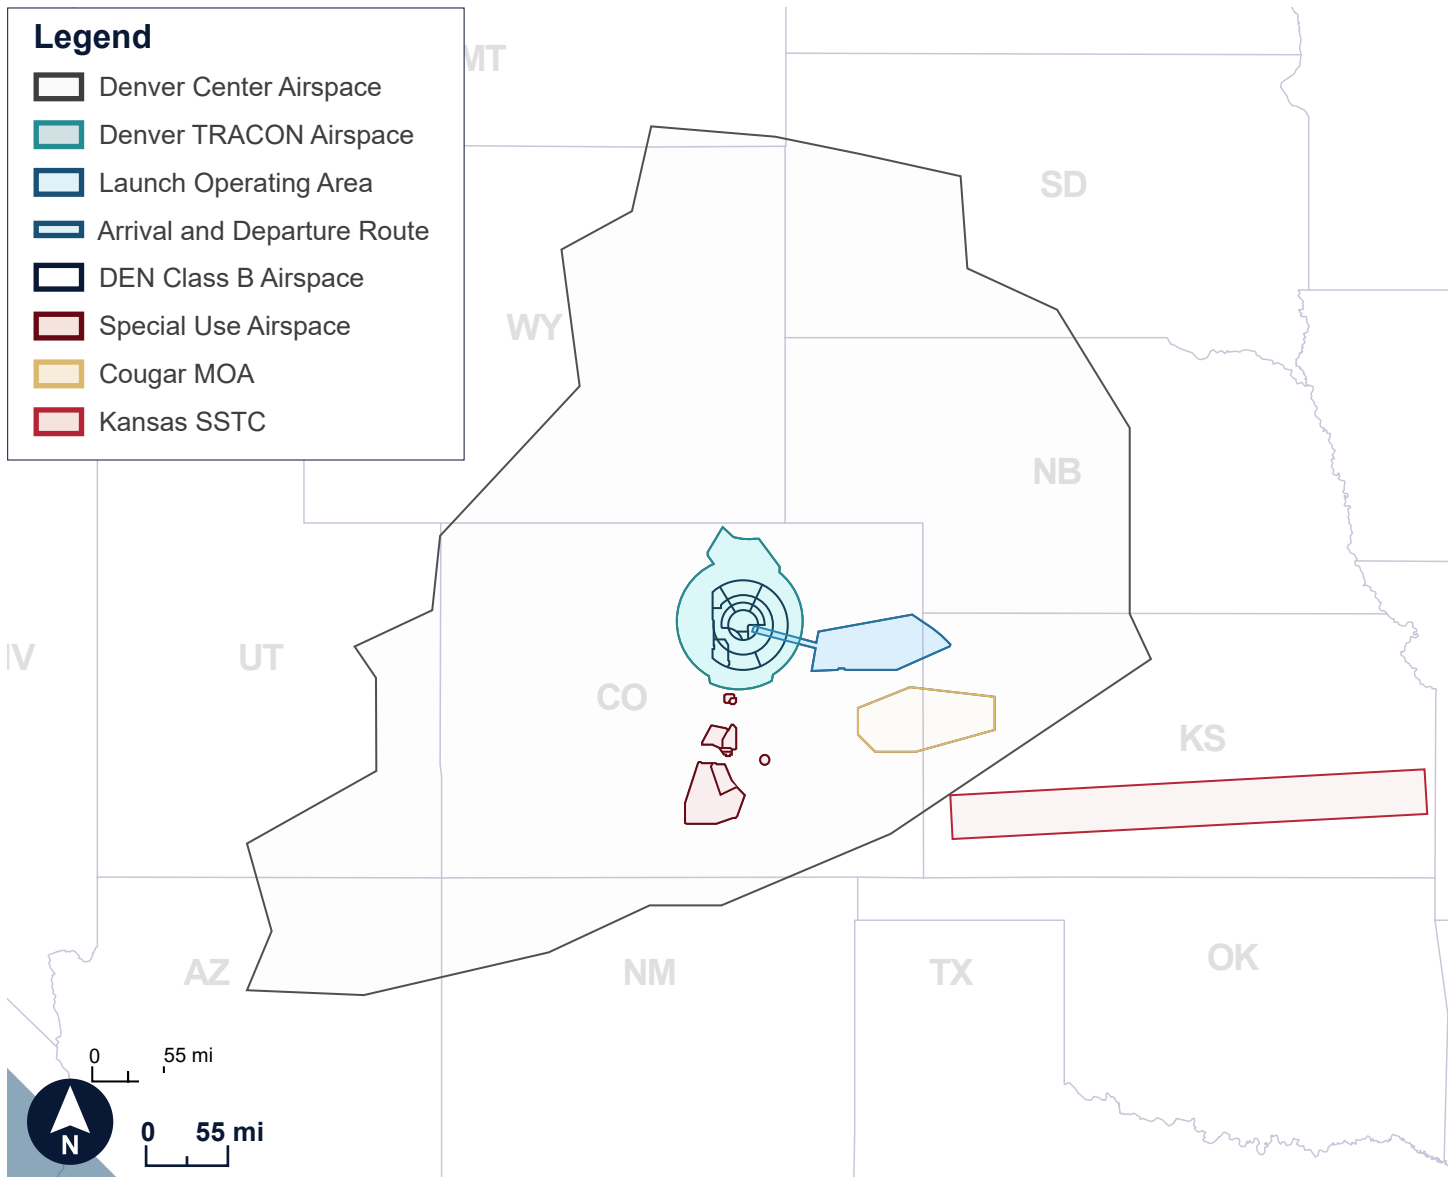 Legend
Denver Center Airspace
Denver TRACON Airspace
Launch Operating Area
Arrival and Departure Route
DEN Class B Airspace
Special Use Airspace
Cougar MOA
Kansas SSTC
MT
SD
WY
NB
IV
UT
CO
KS
AZ
NM
TX
OK
0 55 mi
N
0 55 mi